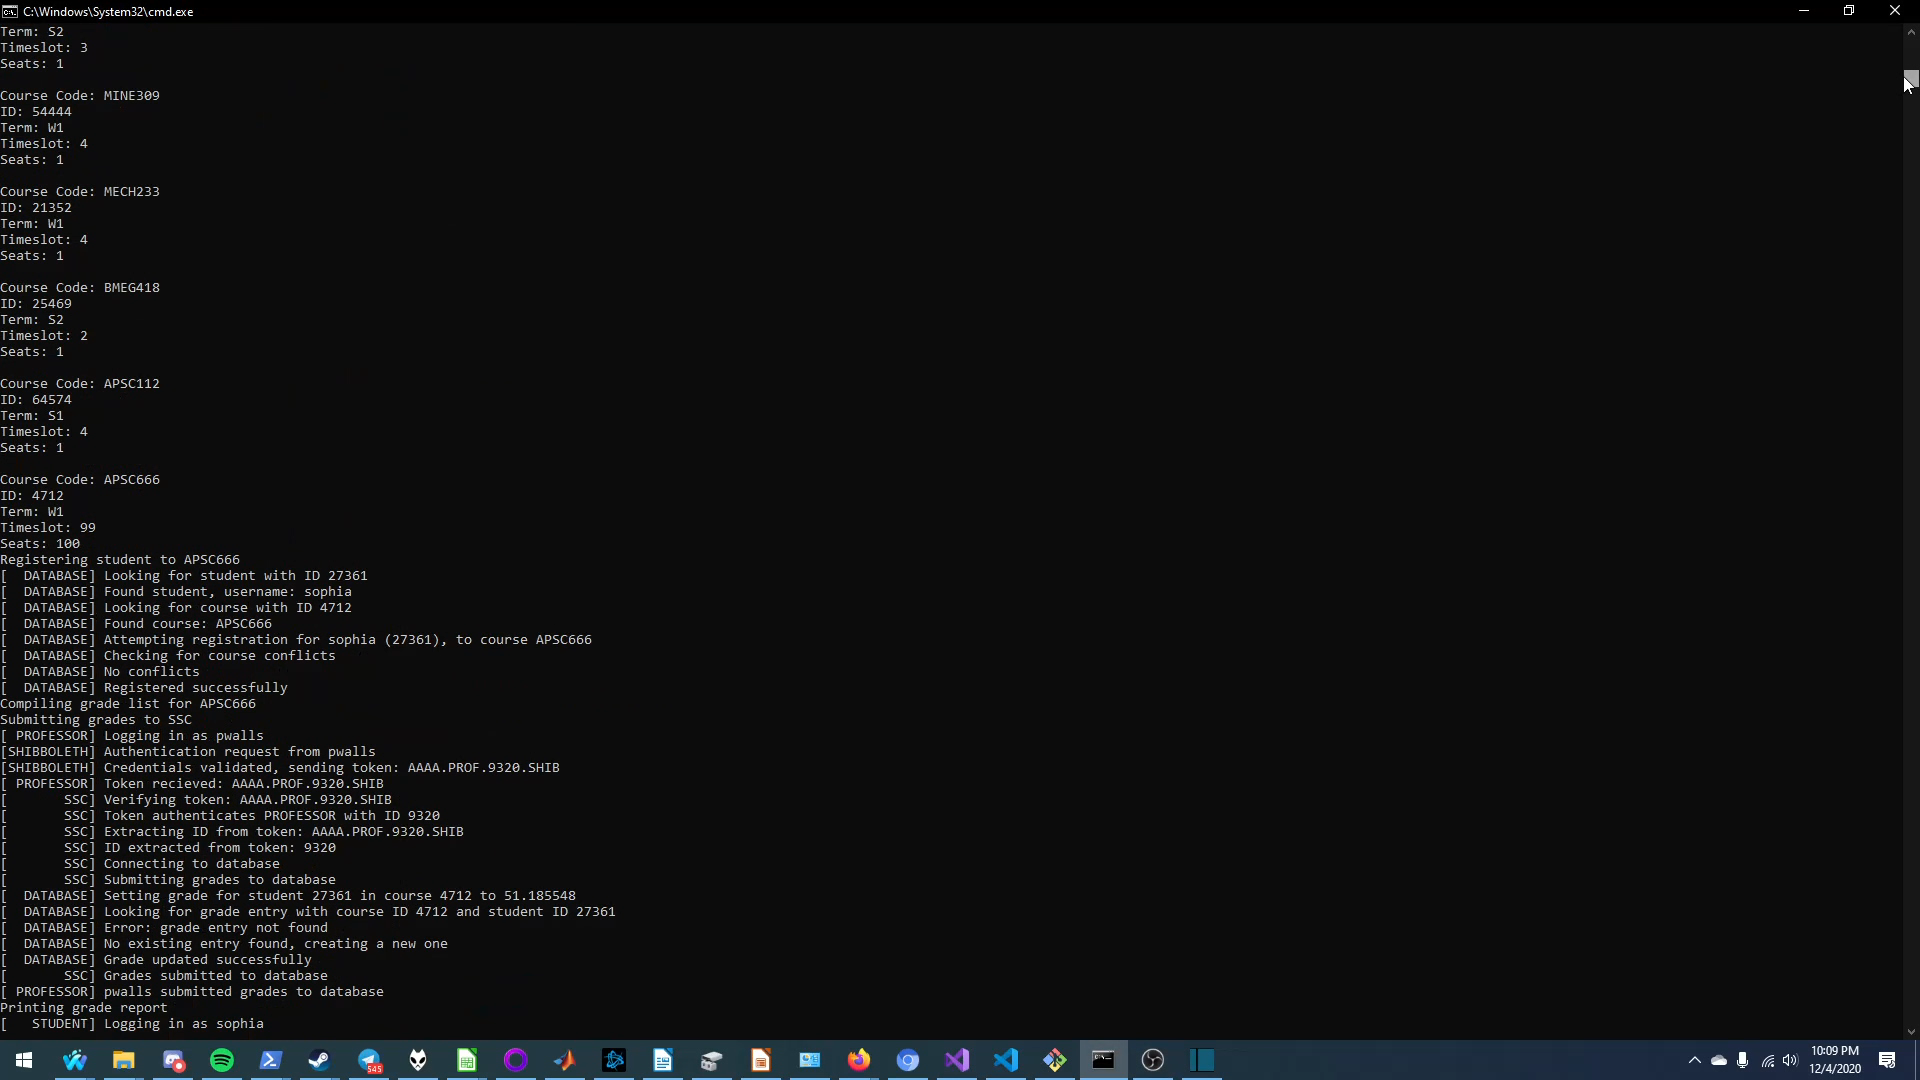 C:\Windows\System32\cmd.exe
Term: S2
Timeslot: 3
Seats: 1
Course Code: MINE309
ID: 54444
Term: W1
Timeslot: 4
Seats: 1
Course Code: MECH233
ID: 21352
Term: W1
Timeslot: 4
Seats: 1
Course Code: BMEG418
ID: 25469
Term: S2
Timeslot: 2
Seats: 1
Course Code: APSC112
ID: 64574
Term: S1
Timeslot: 4
Seats: 1
Course Code: APSC666
ID: 4712
Term: W1
Timeslot: 99
Seats: 100
Registering student to APSC666
[  DATABASE] Looking for student with ID 27361
[  DATABASE] Found student, username: sophia
[  DATABASE] Looking for course with ID 4712
[  DATABASE] Found course: APSC666
[  DATABASE] Attempting registration for sophia (27361), to course APSC666
[  DATABASE] Checking for course conflicts
[  DATABASE] No conflicts
[  DATABASE] Registered successfully
Compiling grade list for APSC666
Submitting grades to SSC
[ PROFESSOR] Logging in as pwalls
[SHIBBOLETH] Authentication request from pwalls
[SHIBBOLETH] Credentials validated, sending token: AAAA.PROF.9320.SHIB
[ PROFESSOR] Token recieved: AAAA.PROF.9320.SHIB
[       SSC] Verifying token: AAAA.PROF.9320.SHIB
[       SSC] Token authenticates PROFESSOR with ID 9320
[       SSC] Extracting ID from token: AAAA.PROF.9320.SHIB
[       SSC] ID extracted from token: 9320
[       SSC] Connecting to database
[       SSC] Submitting grades to database
[  DATABASE] Setting grade for student 27361 in course 4712 to 51.185548
[  DATABASE] Looking for grade entry with course ID 4712 and student ID 27361
[  DATABASE] Error: grade entry not found
[  DATABASE] No existing entry found, creating a new one
[  DATABASE] Grade updated successfully
[       SSC] Grades submitted to database
[ PROFESSOR] pwalls submitted grades to database
Printing grade report
[   STUDENT] Logging in as sophia
545
10:09 PM
12/4/2020